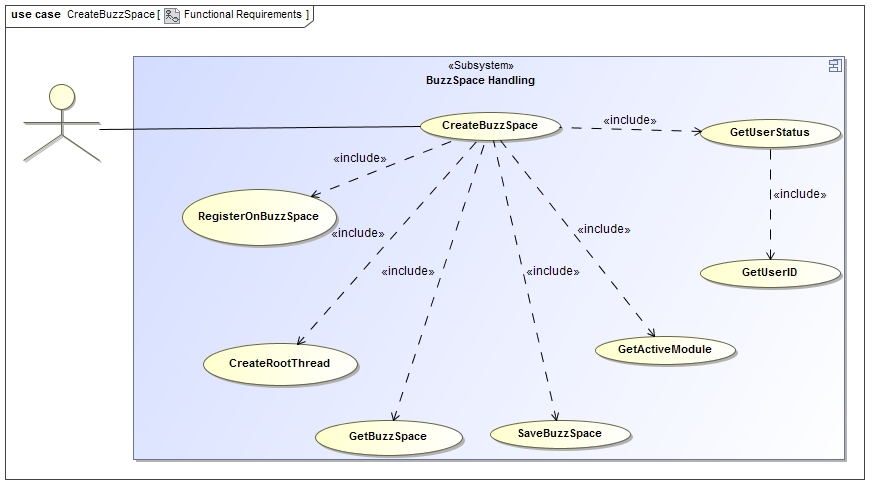 use case CreateBuzzSpace [ Functional Requirements ]
«Subsystem»
BuzzSpace Handling
CreateBuzzSpace
«include»
GetUserStatus
«include»
«include»
RegisterOnBuzzSpace
«include»
«include»
«include»
«include»
GetUserID
CreateRootThread
GetActiveModule
GetBuzzSpace
SaveBuzzSpace